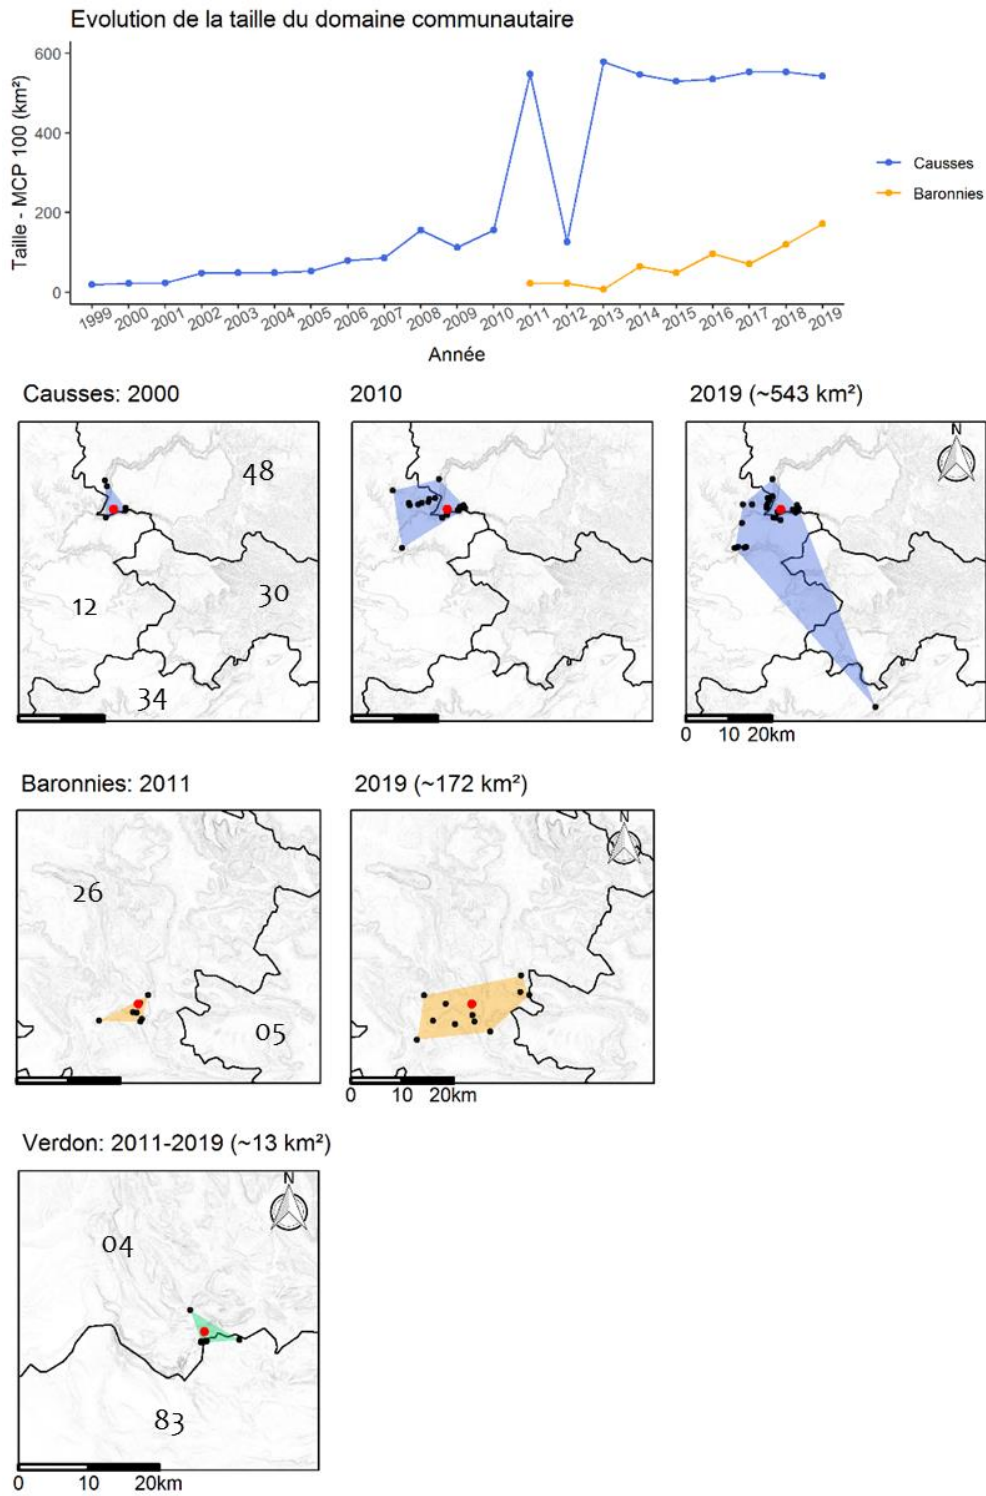 Evolution de la taille du domaine communautaire
Taille - MCP 100 (km²)
600
400
200
0
1999 2000 2001 2002 2003 2004 2005 2006 2007 2008 2009 2010 2011 2012 2013 2014 2015 2016 2017 2018 2019
Année
Causses
Baronnies
Causses: 2000
2010
2019 (~543 km²)
48
12
30
34
N
0 10 20km
Baronnies: 2011
2019 (~172 km²)
26
05
N
0 10 20km
Verdon: 2011-2019 (~13 km²)
04
83
N
0 10 20km